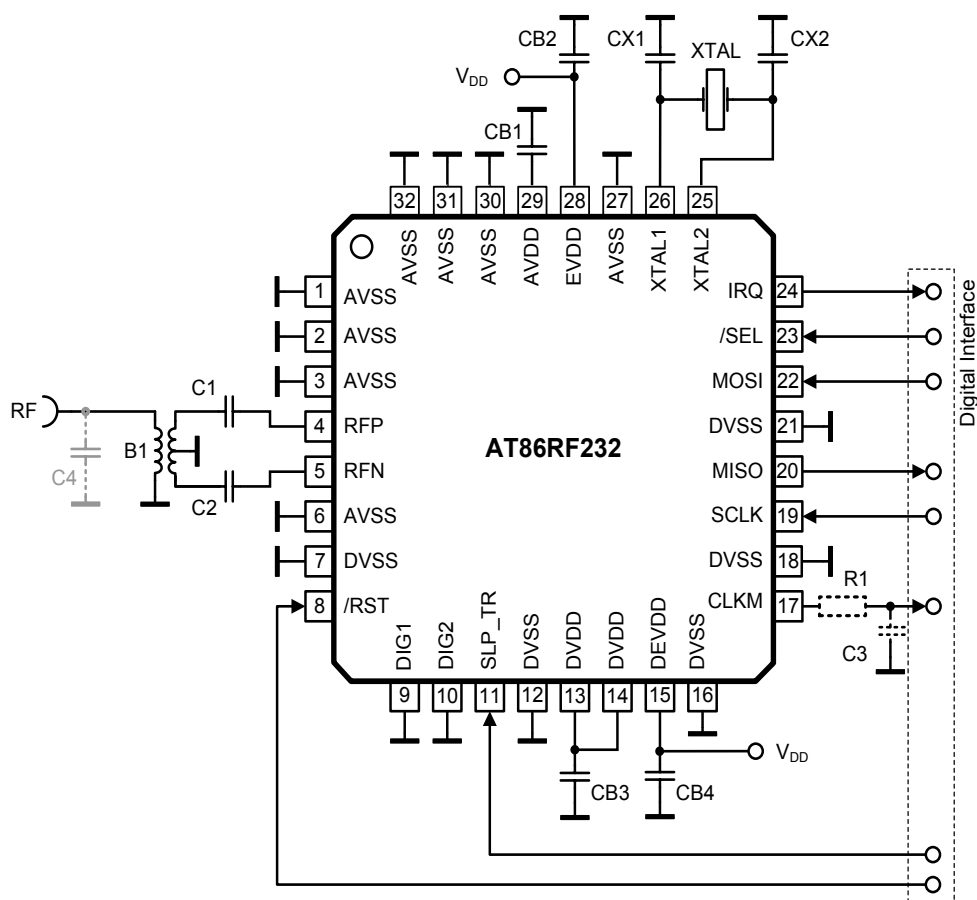 CB2
CX1
XTAL
CX2
VDD
CB1
32 31 30 29 28 27 26 25
AVSS AVSS AVSS AVDD EVDD AVSS XTAL1 XTAL2
1 AVSS
2 AVSS
3 AVSS
4 RFP
5 RFN
6 AVSS
7 DVSS
8 /RST
RF
C4
B1
C1
C2
AT86RF232
IRQ 24
/SEL 23
MOSI 22
DVSS 21
MISO 20
SCLK 19
DVSS 18
CLKM 17
R1
C3
Digital Interface
DIG1 DIG2 SLP_TR DVSS DVDD DVDD DEVDD DVSS
9 10 11 12 13 14 15 16
CB3
CB4
VDD